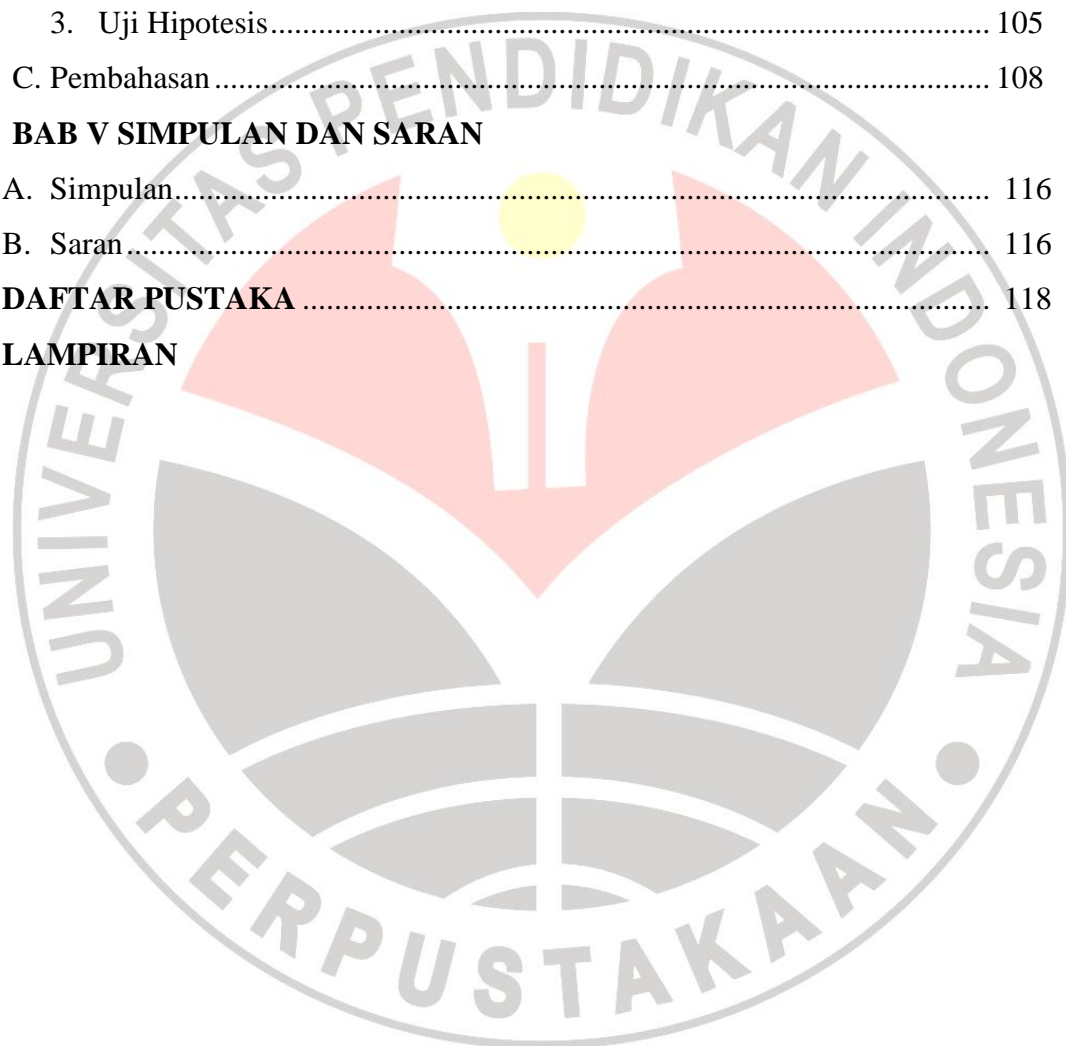 3. Uji Hipotesis........................................................................................ 105
C. Pembahasan............................................................................................... 108
BAB V SIMPULAN DAN SARAN
A. Simpulan.................................................................................................... 116
B. Saran.......................................................................................................... 116
DAFTAR PUSTAKA .................................................................................... 118
LAMPIRAN
UNIVERSITAS PENDIDIKAN INDONESIA
PERPUSTAKAAN